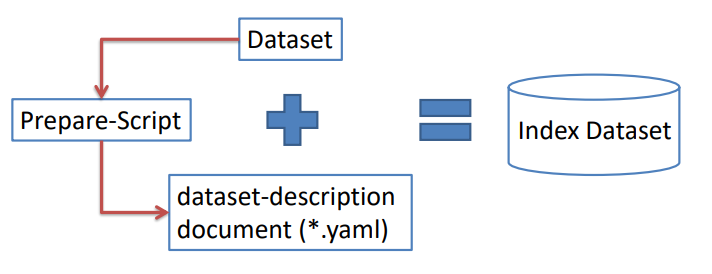 Dataset
Prepare-Script
Index Dataset
dataset-description
document (*.yaml)